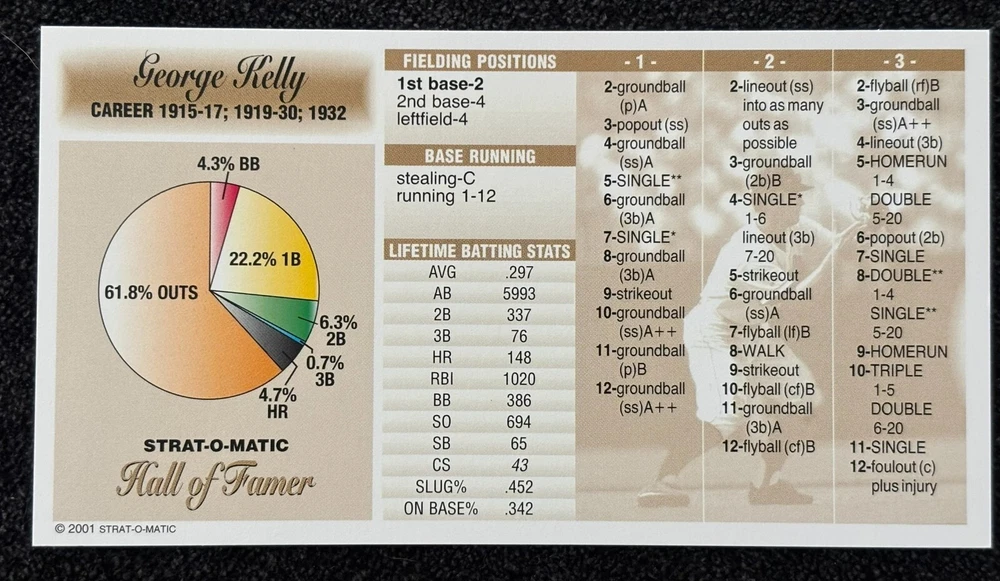 George Kelly
CAREER 1915-17; 1919-30; 1932
4.3% BB
22.2% 1B
61.8% OUTS
6.3%
2B
0.7%
3B
4.7%
HR
STRAT-O-MATIC
Hall of Famer
© 2001 STRAT-O-MATIC
FIELDING POSITIONS
1st base-2
2nd base-4
leftfield-4
BASE RUNNING
stealing-C
running 1-12
LIFETIME BATTING STATS
AVG .297
AB 5993
2B 337
3B 76
HR 148
RBI 1020
BB 386
SO 694
SB 65
CS 43
SLUG% .452
ON BASE% .342
- 1 -
2-groundball
(p)A
3-popout (ss)
4-groundball
(ss)A
5-SINGLE**
6-groundball
(3b)A
7-SINGLE*
8-groundball
(3b)A
9-strikeout
10-groundball
(ss)A++
11-groundball
(p)B
12-groundball
(ss)A++
- 2 -
2-lineout (ss)
into as many
outs as
possible
3-groundball
(2b)B
4-SINGLE*
1-6
lineout (3b)
7-20
5-strikeout
6-groundball
(ss)A
7-flyball (lf)B
8-WALK
9-strikeout
10-flyball (cf)B
11-groundball
(3b)A
12-flyball (cf)B
- 3 -
2-flyball (rf)B
3-groundball
(ss)A++
4-lineout (3b)
5-HOMERUN
1-4
DOUBLE
5-20
6-popout (2b)
7-SINGLE
8-DOUBLE**
1-4
SINGLE**
5-20
9-HOMERUN
10-TRIPLE
1-5
DOUBLE
6-20
11-SINGLE
12-foulout (c)
plus injury